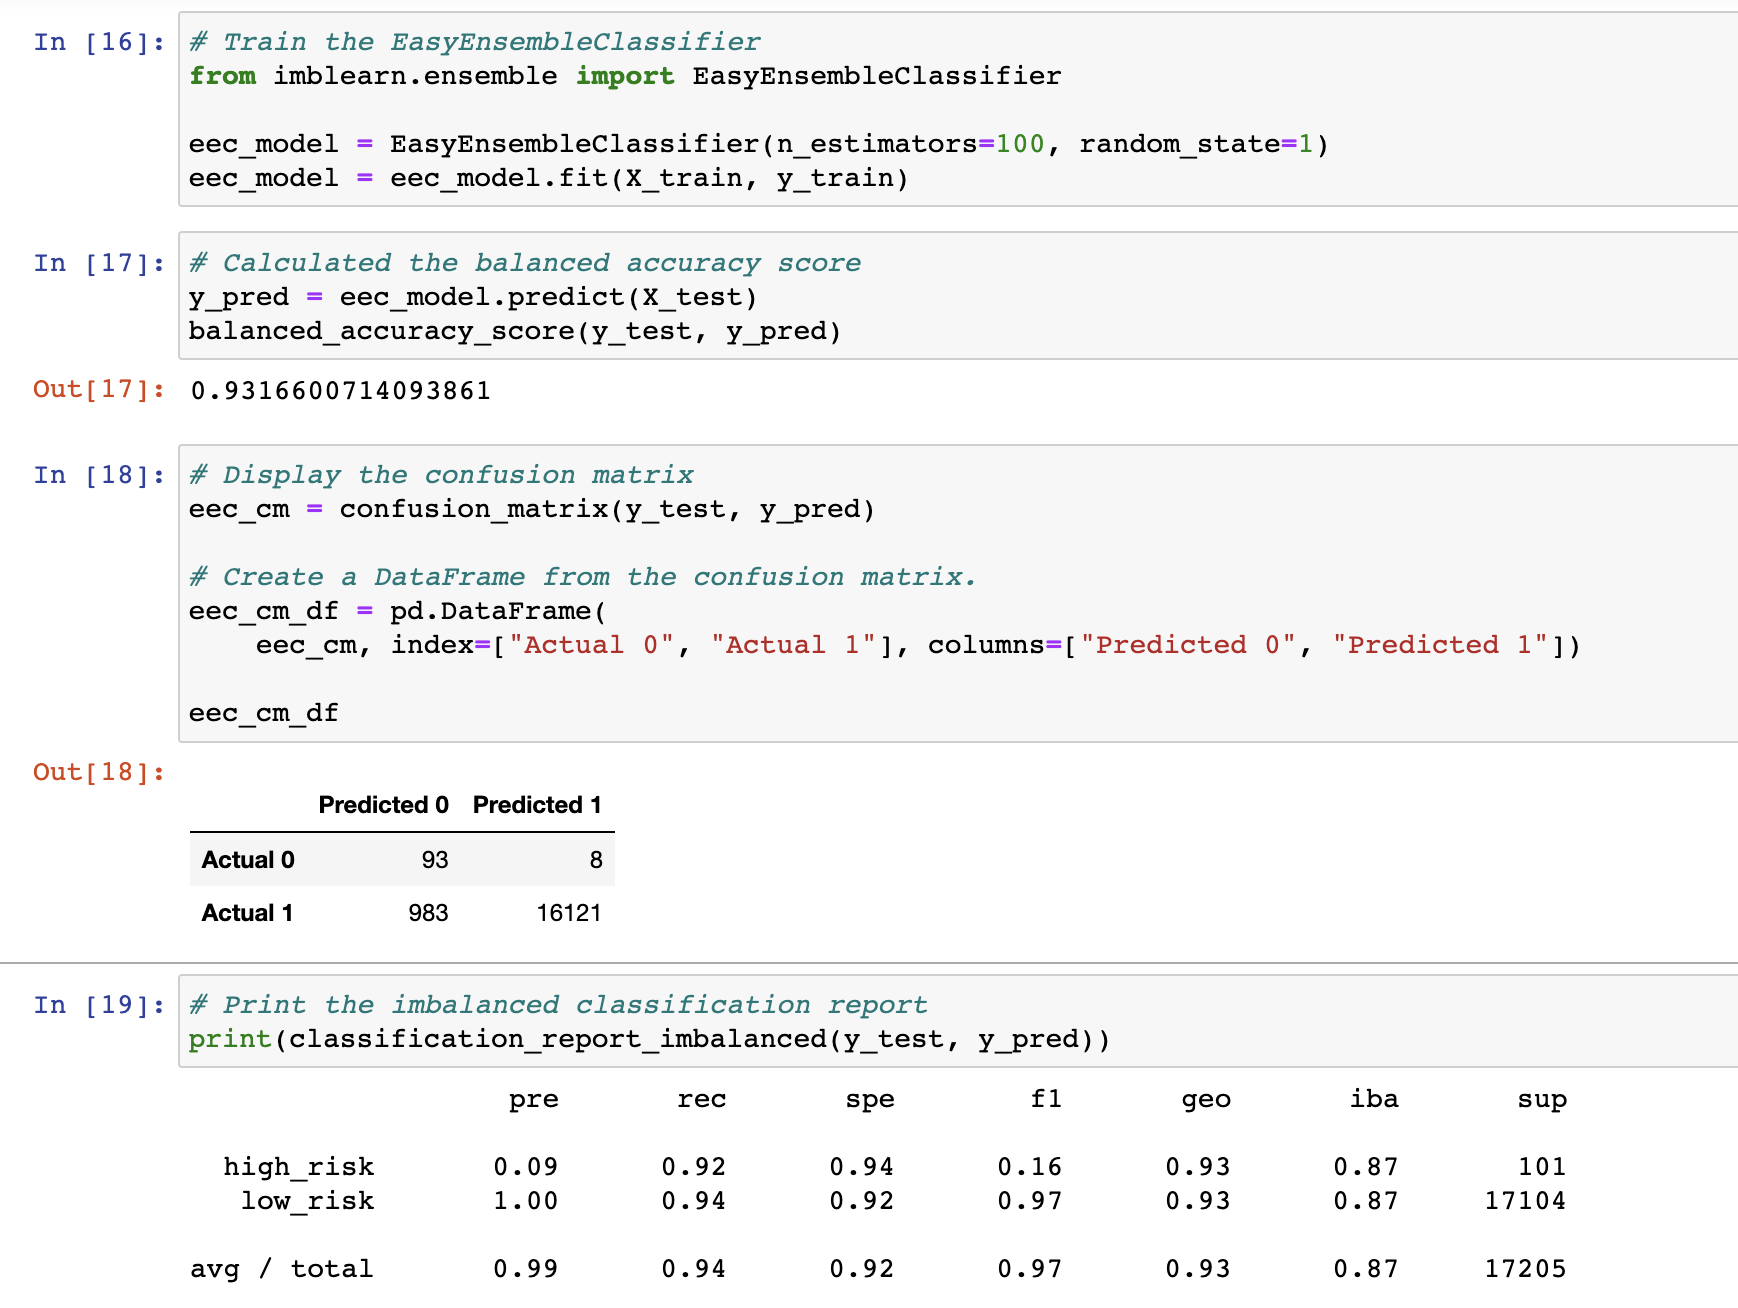 In [16]: # Train the EasyEnsembleClassifier
from imblearn.ensemble import EasyEnsembleClassifier
eec_model = EasyEnsembleClassifier(n_estimators=100, random_state=1)
eec_model = eec_model.fit(X_train, y_train)
In [17]: # Calculated the balanced accuracy score
y_pred = eec_model.predict(X_test)
balanced_accuracy_score(y_test, y_pred)
Out[17]: 0.9316600714093861
In [18]: # Display the confusion matrix
eec_cm = confusion_matrix(y_test, y_pred)
# Create a DataFrame from the confusion matrix.
eec_cm_df = pd.DataFrame(
eec_cm, index=["Actual 0", "Actual 1"], columns=["Predicted 0", "Predicted 1"])
eec_cm_df
Out[18]:
Predicted 0 Predicted 1
Actual 0 93 8
Actual 1 983 16121
In [19]: # Print the imbalanced classification report
print(classification_report_imbalanced(y_test, y_pred))
pre rec spe f1 geo iba sup
high_risk 0.09 0.92 0.94 0.16 0.93 0.87 101
low_risk 1.00 0.94 0.92 0.97 0.93 0.87 17104
avg / total 0.99 0.94 0.92 0.97 0.93 0.87 17205